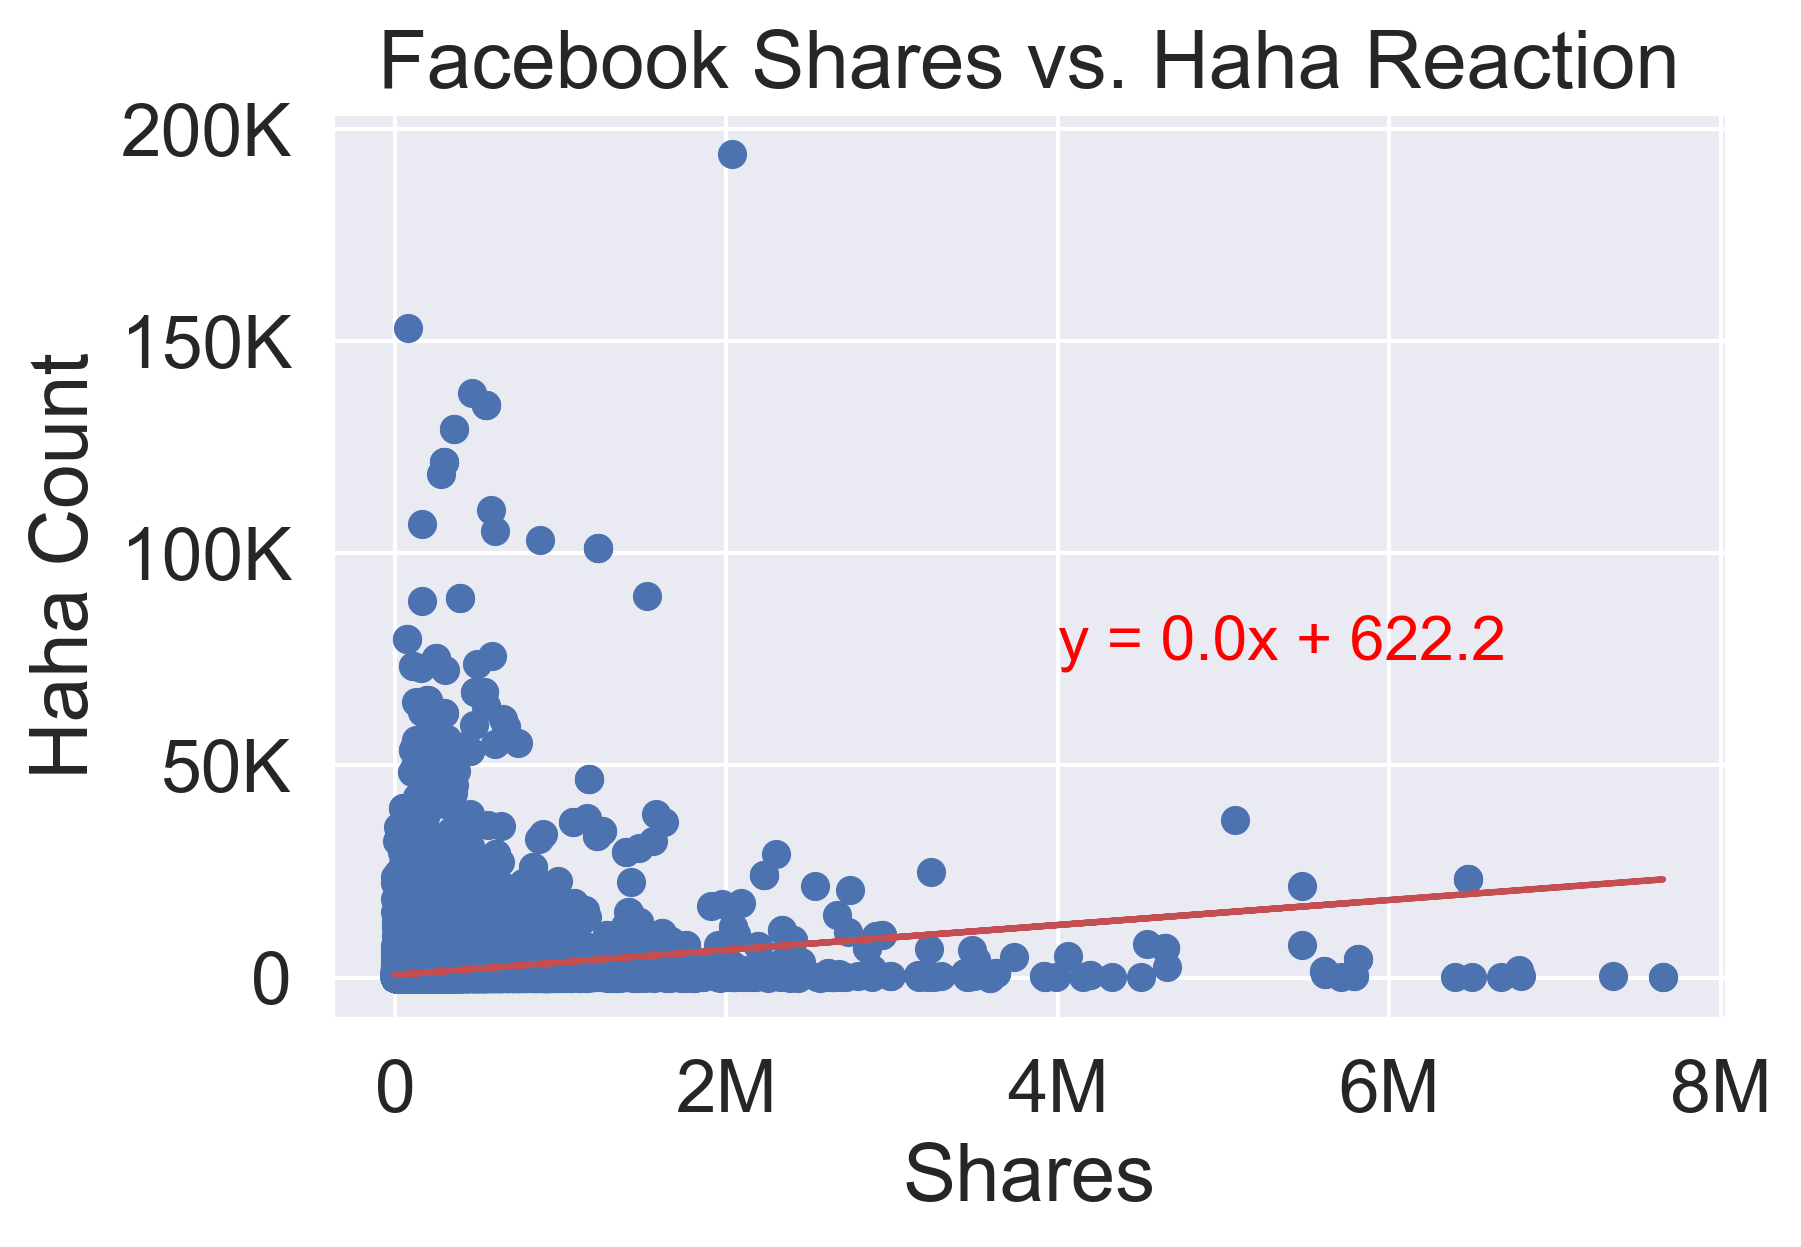 Facebook Shares vs. Haha Reaction
200K
150K
100K
50K
0
Haha Count
y = 0.0x + 622.2
0 2M 4M 6M 8M
Shares